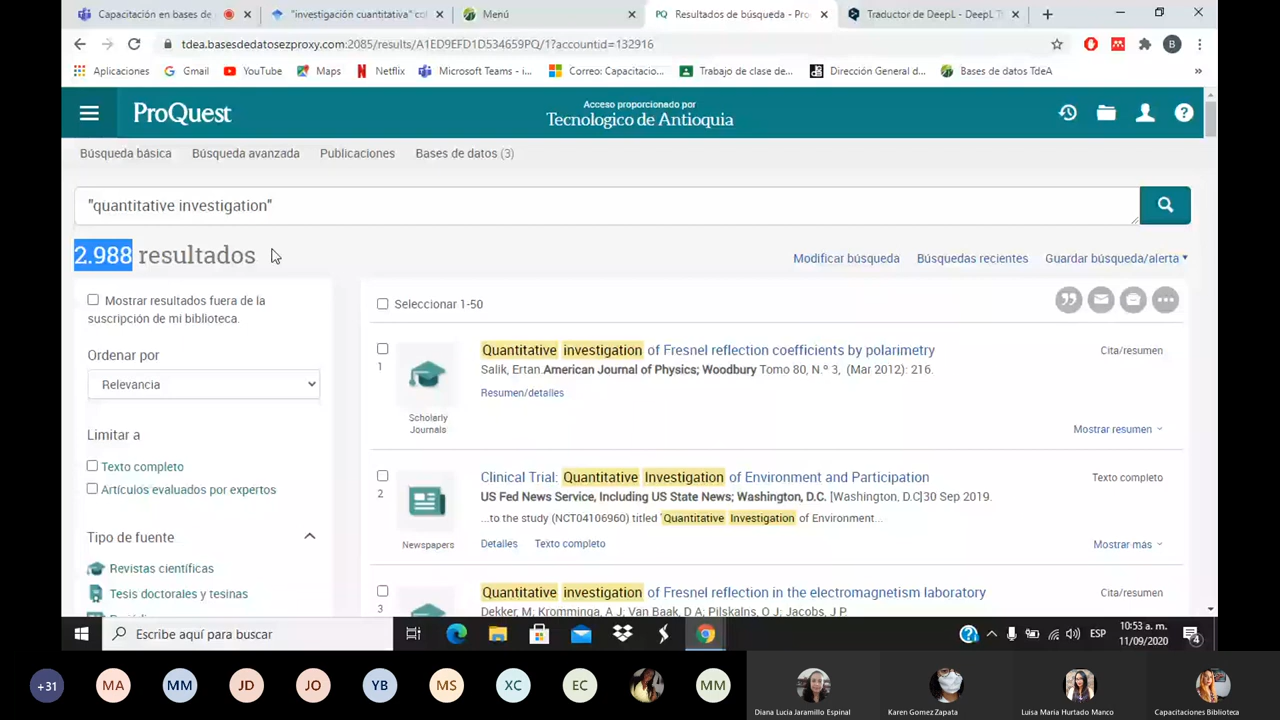 Capacitación en bases de
"investigación cuantitativa" co
Menú
PQ Resultados de búsqueda - Pro
Traductor de DeepL - DeepL T
tdea.basesdedatosezproxy.com:2085/results/A1ED9EFD1D534659PQ/1?accountid=132916
B
Aplicaciones
Gmail
YouTube
Maps
Netflix
Microsoft Teams - i...
Correo: Capacitacio...
Trabajo de clase de...
Dirección General d...
Bases de datos TdeA
»
ProQuest
Acceso proporcionado por
Tecnologico de Antioquia
Búsqueda básica
Búsqueda avanzada
Publicaciones
Bases de datos (3)
"quantitative investigation"
2.988 resultados
Modificar búsqueda
Búsquedas recientes
Guardar búsqueda/alerta
Mostrar resultados fuera de la
suscripción de mi biblioteca.
Ordenar por
Relevancia
Limitar a
Texto completo
Artículos evaluados por expertos
Tipo de fuente
Revistas científicas
Tesis doctorales y tesinas
Seleccionar 1-50
1
Scholarly
Journals
Quantitative investigation of Fresnel reflection coefficients by polarimetry
Salik, Ertan.American Journal of Physics; Woodbury Tomo 80, N.º 3, (Mar 2012): 216.
Resumen/detalles
Cita/resumen
Mostrar resumen
2
Newspapers
Clinical Trial: Quantitative Investigation of Environment and Participation
US Fed News Service, Including US State News; Washington, D.C. [Washington, D.C]30 Sep 2019.
...to the study (NCT04106960) titled 'Quantitative Investigation of Environment...
Detalles
Texto completo
Texto completo
Mostrar más
3
Quantitative investigation of Fresnel reflection in the electromagnetism laboratory
Dekker, M; Kromminga, A J; Van Baak, D A; Pilskalns, O J; Jacobs, J P.
Cita/resumen
Escribe aquí para buscar
ESP
10:53 a. m.
11/09/2020
4
+31
MA
MM
JD
JO
YB
MS
XC
EC
MM
Diana Lucia Jaramillo Espinal
Karen Gomez Zapata
Luisa Maria Hurtado Manco
Capacitaciones Biblioteca